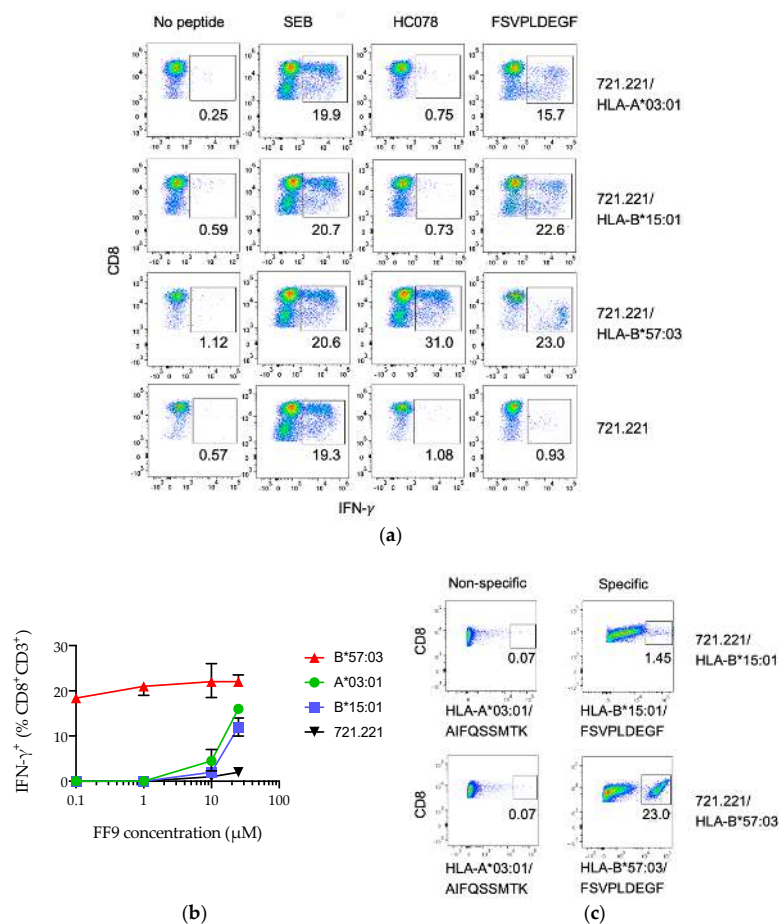 No peptide SEB HC078 FSVPLDEGF
0.25 19.9 0.75 15.7
721.221/
HLA-A*03:01
0.59 20.7 0.73 22.6
721.221/
HLA-B*15:01
CD8
1.12 20.6 31.0 23.0
721.221/
HLA-B*57:03
0.57 19.3 1.08 0.93
721.221
IFN-γ
(a)
IFN-γ⁺ (% CD8⁺ CD3⁺)
30
20
10
0
0.1 1 10 100
FF9 concentration (μM)
B*57:03
A*03:01
B*15:01
721.221
(b)
Non-specific Specific
CD8
0.07 1.45
721.221/
HLA-B*15:01
HLA-A*03:01/ HLA-B*15:01/
AIFQSSMTK FSVPLDEGF
CD8
0.07 23.0
721.221/
HLA-B*57:03
HLA-A*03:01/ HLA-B*57:03/
AIFQSSMTK FSVPLDEGF
(c)